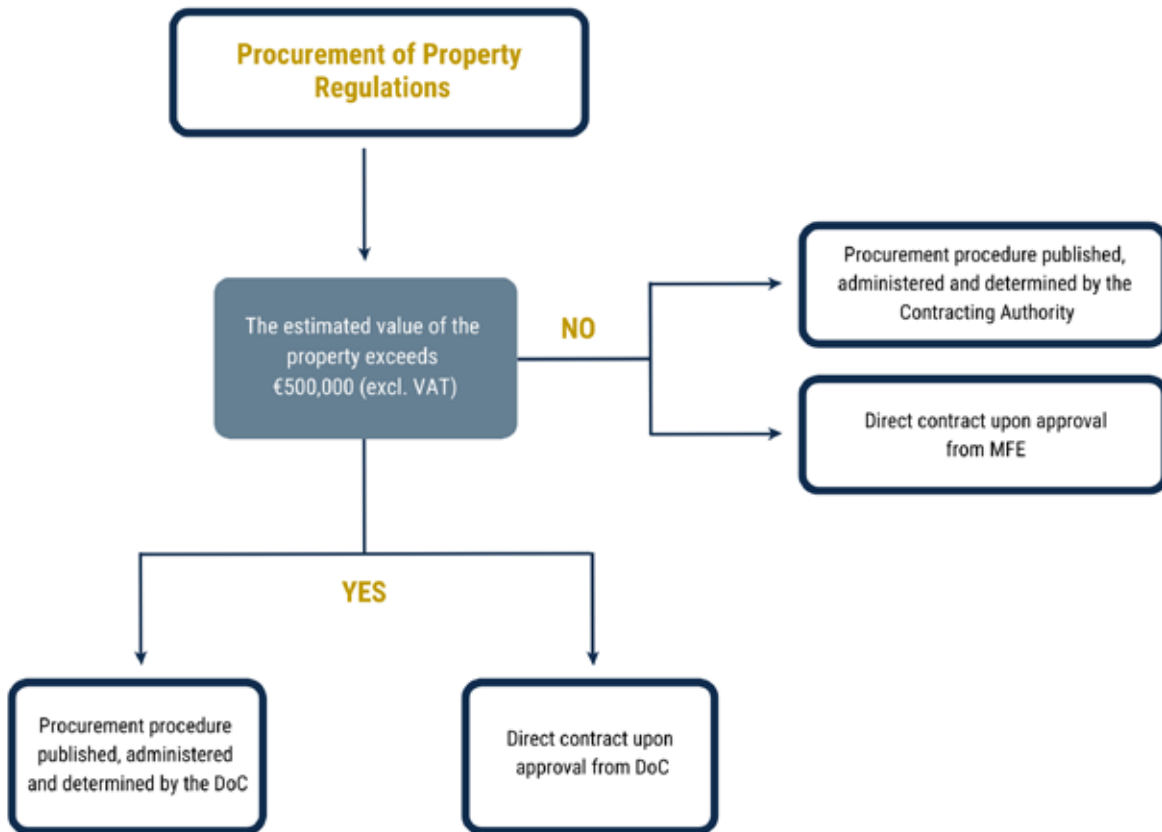 Procurement of Property
Regulations
The estimated value of the
property exceeds
€500,000 (excl. VAT)
NO
Procurement procedure published,
administered and determined by the
Contracting Authority
Direct contract upon approval
from MFE
YES
Procurement procedure
published, administered
and determined by the DoC
Direct contract upon
approval from DoC